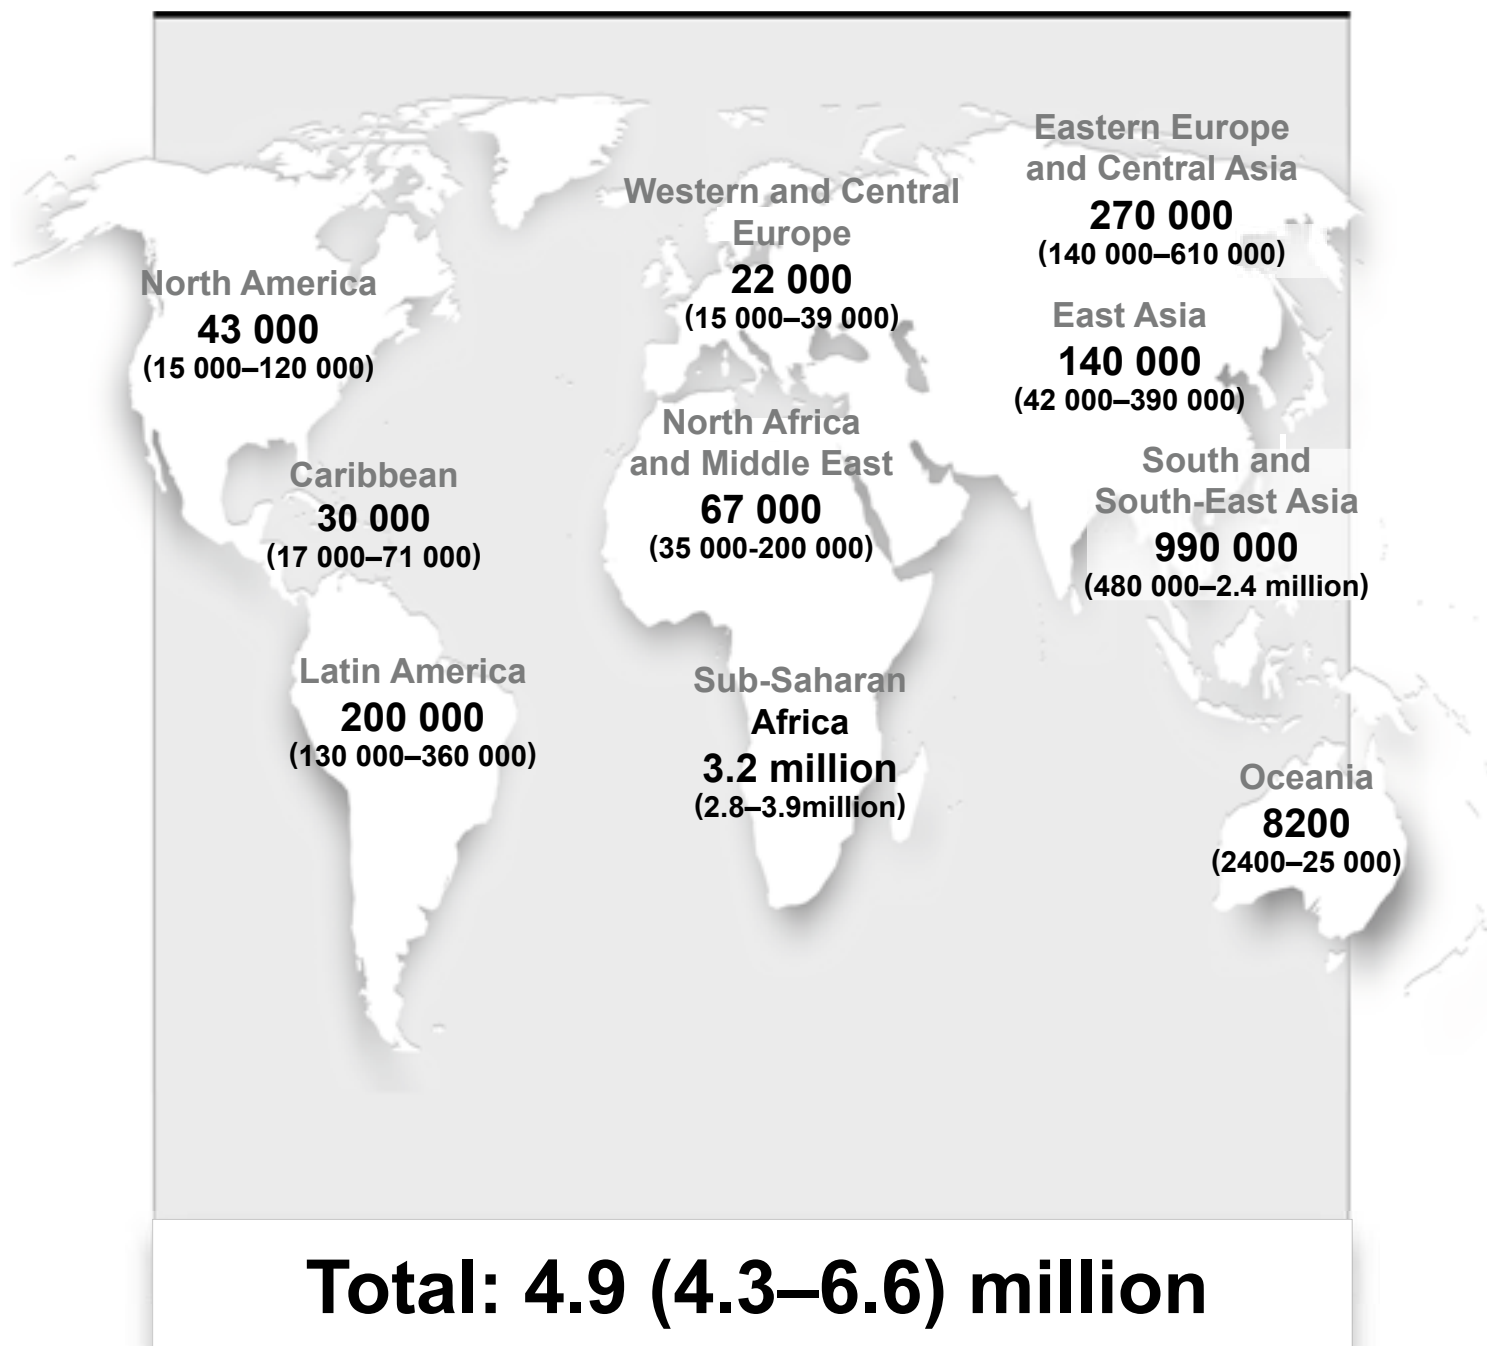 Eastern Europe
and Central Asia
270 000
(140 000–610 000)
Western and Central
Europe
22 000
(15 000–39 000)
North America
43 000
(15 000–120 000)
East Asia
140 000
(42 000–390 000)
North Africa
and Middle East
67 000
(35 000-200 000)
Caribbean
30 000
(17 000–71 000)
South and
South-East Asia
990 000
(480 000–2.4 million)
Latin America
200 000
(130 000–360 000)
Sub-Saharan
Africa
3.2 million
(2.8–3.9million)
Oceania
8200
(2400–25 000)
Total: 4.9 (4.3–6.6) million